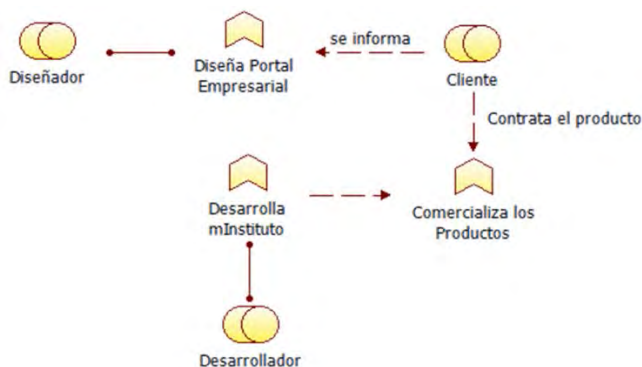 se informa
Diseñador
Diseña Portal
Empresarial
Cliente
Contrata el producto
Desarrolla
mInstituto
Comercializa los
Productos
Desarrollador